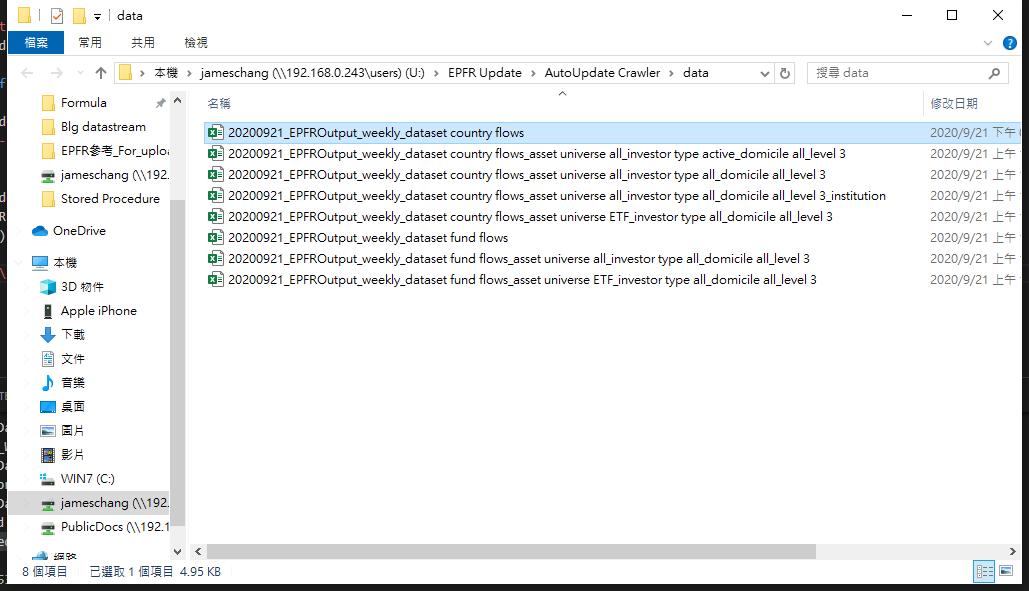 data
檔案 常用 共用 檢視
本機 › jameschang (\\192.168.0.243\users) (U:) › EPFR Update › AutoUpdate Crawler › data
搜尋 data
名稱 修改日期
Formula
Blg datastream
EPFR參考_For_uploa
jameschang (\\192.
Stored Procedure
OneDrive
本機
3D 物件
Apple iPhone
下載
文件
音樂
桌面
圖片
影片
WIN7 (C:)
jameschang (\\192.
PublicDocs (\\192.1
網路
20200921_EPFROutput_weekly_dataset country flows 2020/9/21 下午
20200921_EPFROutput_weekly_dataset country flows_asset universe all_investor type active_domicile all_level 3 2020/9/21 上午
20200921_EPFROutput_weekly_dataset country flows_asset universe all_investor type all_domicile all_level 3 2020/9/21 上午
20200921_EPFROutput_weekly_dataset country flows_asset universe all_investor type all_domicile all_level 3_institution 2020/9/21 上午
20200921_EPFROutput_weekly_dataset country flows_asset universe ETF_investor type all_domicile all_level 3 2020/9/21 上午
20200921_EPFROutput_weekly_dataset fund flows 2020/9/21 上午
20200921_EPFROutput_weekly_dataset fund flows_asset universe all_investor type all_domicile all_level 3 2020/9/21 上午
20200921_EPFROutput_weekly_dataset fund flows_asset universe ETF_investor type all_domicile all_level 3 2020/9/21 上午
8 個項目 已選取 1 個項目 4.95 KB